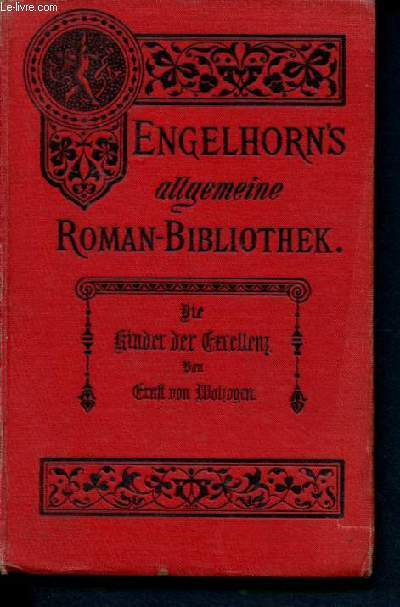 © Le-livre.com
ENGELHORN'S
allgemeine
ROMAN-BIBLIOTHEK.
Die
Kinder der Excellenz
Von
Ernst von Wolzogen.